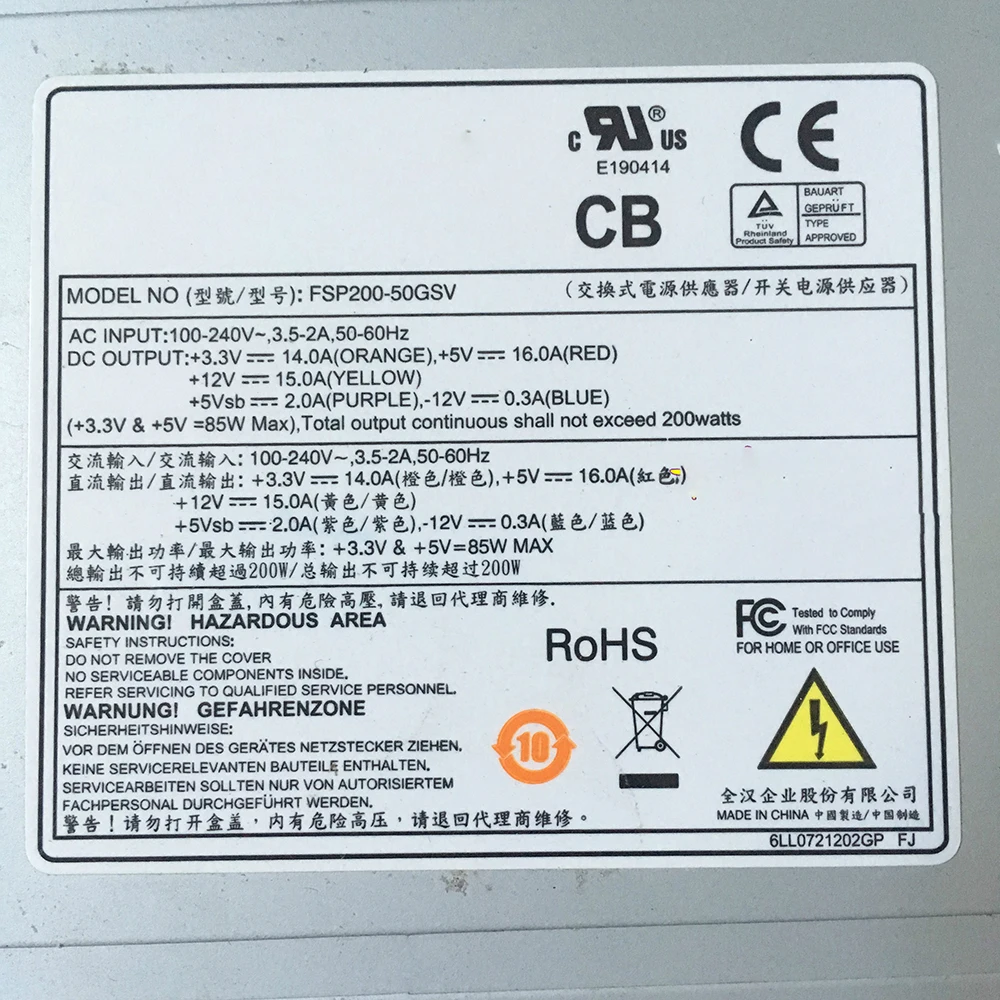 c RU® US
E190414
CE
CB
TÜV
Rheinland
Product Safety
BAUART
GEPRÜFT
TYPE
APPROVED
MODEL NO (型號/型号): FSP200-50GSV (交換式電源供應器/开关电源供应器)
AC INPUT:100-240V~,3.5-2A,50-60Hz
DC OUTPUT:+3.3V ⎓ 14.0A(ORANGE),+5V ⎓ 16.0A(RED)
+12V ⎓ 15.0A(YELLOW)
+5Vsb ⎓ 2.0A(PURPLE),-12V ⎓ 0.3A(BLUE)
(+3.3V & +5V =85W Max),Total output continuous shall not exceed 200watts
交流輸入/交流输入: 100-240V~,3.5-2A,50-60Hz
直流輸出/直流输出: +3.3V ⎓ 14.0A(橙色/橙色),+5V ⎓ 16.0A(紅色)
+12V ⎓ 15.0A(黃色/黄色)
+5Vsb ⎓ 2.0A(紫色/紫色),-12V ⎓ 0.3A(藍色/蓝色)
最大輸出功率/最大输出功率: +3.3V & +5V=85W MAX
總輸出不可持續超過200W/总输出不可持续超过200W
警告! 請勿打開盒蓋, 內有危險高壓, 請退回代理商維修.
WARNING! HAZARDOUS AREA
SAFETY INSTRUCTIONS:
DO NOT REMOVE THE COVER
NO SERVICEABLE COMPONENTS INSIDE.
REFER SERVICING TO QUALIFIED SERVICE PERSONNEL.
WARNUNG! GEFAHRENZONE
SICHERHEITSHINWEISE:
VOR DEM ÖFFNEN DES GERÄTES NETZSTECKER ZIEHEN.
KEINE SERVICERELEVANTEN BAUTEILE ENTHALTEN.
SERVICEARBEITEN SOLLTEN NUR VON AUTORISIERTEM
FACHPERSONAL DURCHGEFÜHRT WERDEN.
警告！请勿打开盒盖，内有危险高压，请退回代理商维修。
RoHS
10
FCC Tested to Comply
With FCC Standards
FOR HOME OR OFFICE USE
全汉企业股份有限公司
MADE IN CHINA 中國製造/中国制造
6LL0721202GP FJ